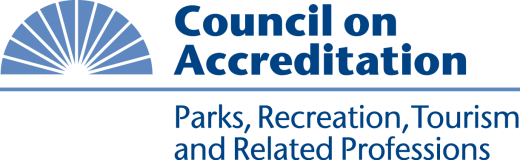 Council on
Accreditation
Parks, Recreation, Tourism
and Related Professions